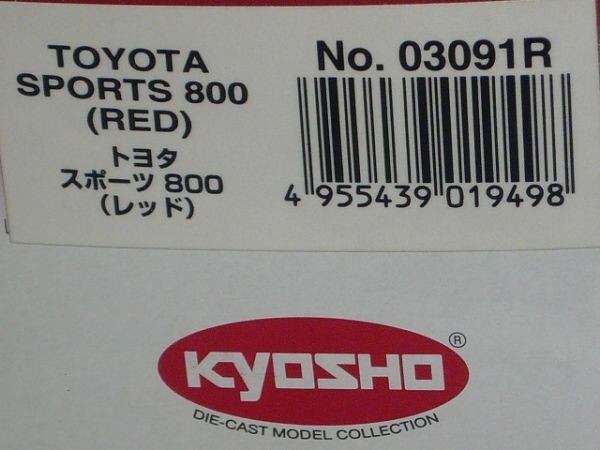 TOYOTA
SPORTS 800
(RED)
トヨタ
スポーツ 800
(レッド)
No. 03091R
4 955439 019498
KYOSHO ®
DIE-CAST MODEL COLLECTION